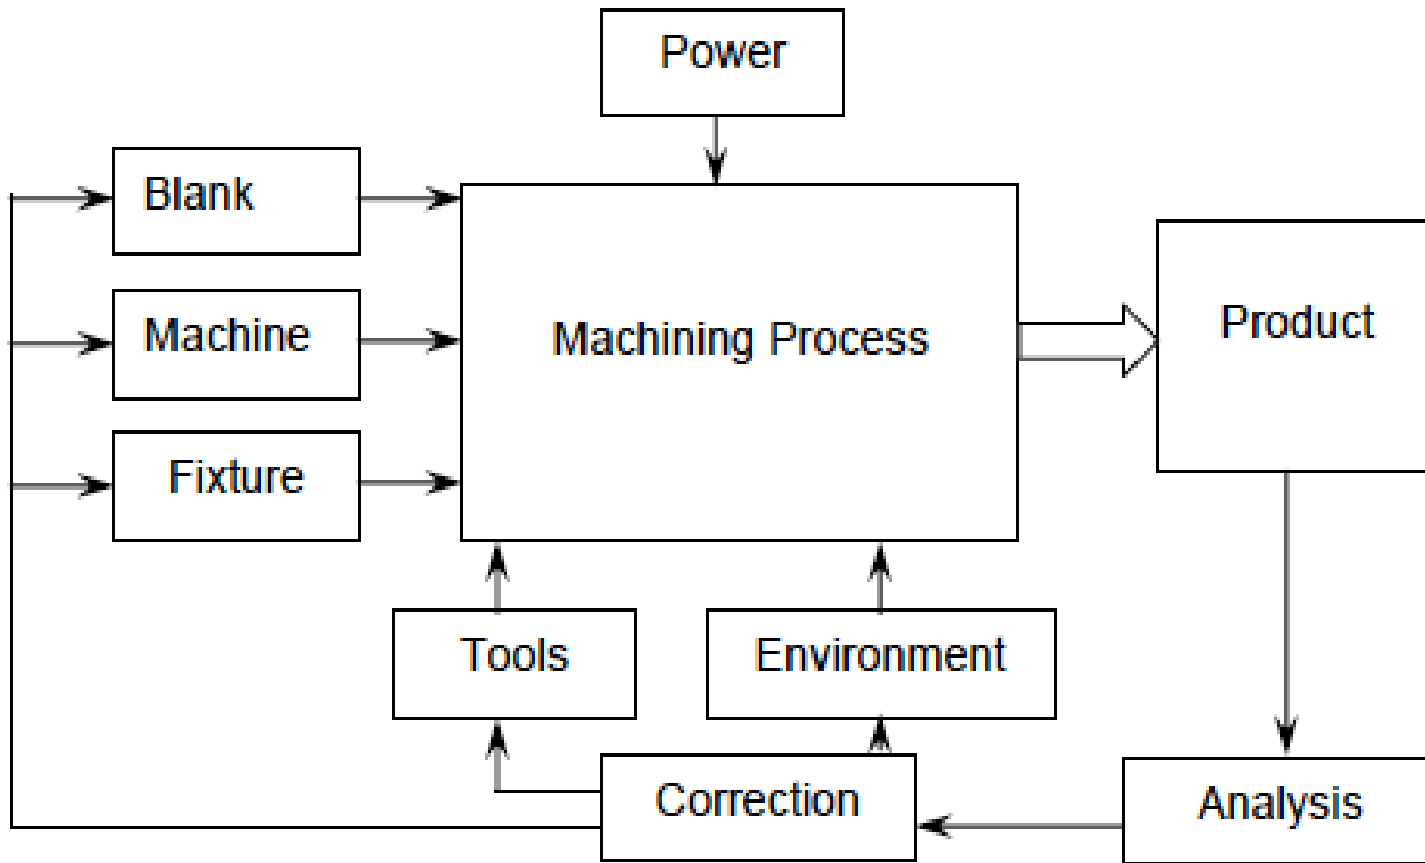 Power
Blank
Machine
Machining Process
Product
Fixture
Tools
Environment
Correction
Analysis